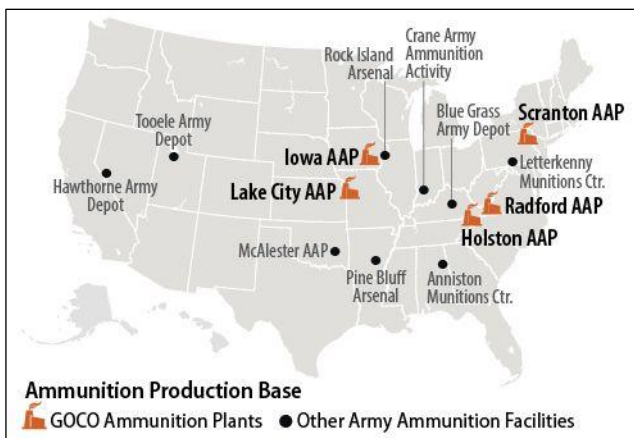 Crane Army
Ammunition
Activity
Rock Island
Arsenal
Scranton AAP
Blue Grass
Army Depot
Tooele Army
Depot
Iowa AAP
Letterkenny
Munitions Ctr.
Hawthorne Army
Depot
Lake City AAP
Radford AAP
Holston AAP
McAlester AAP
Pine Bluff
Arsenal
Anniston
Munitions Ctr.
Ammunition Production Base
GOCO Ammunition Plants
Other Army Ammunition Facilities